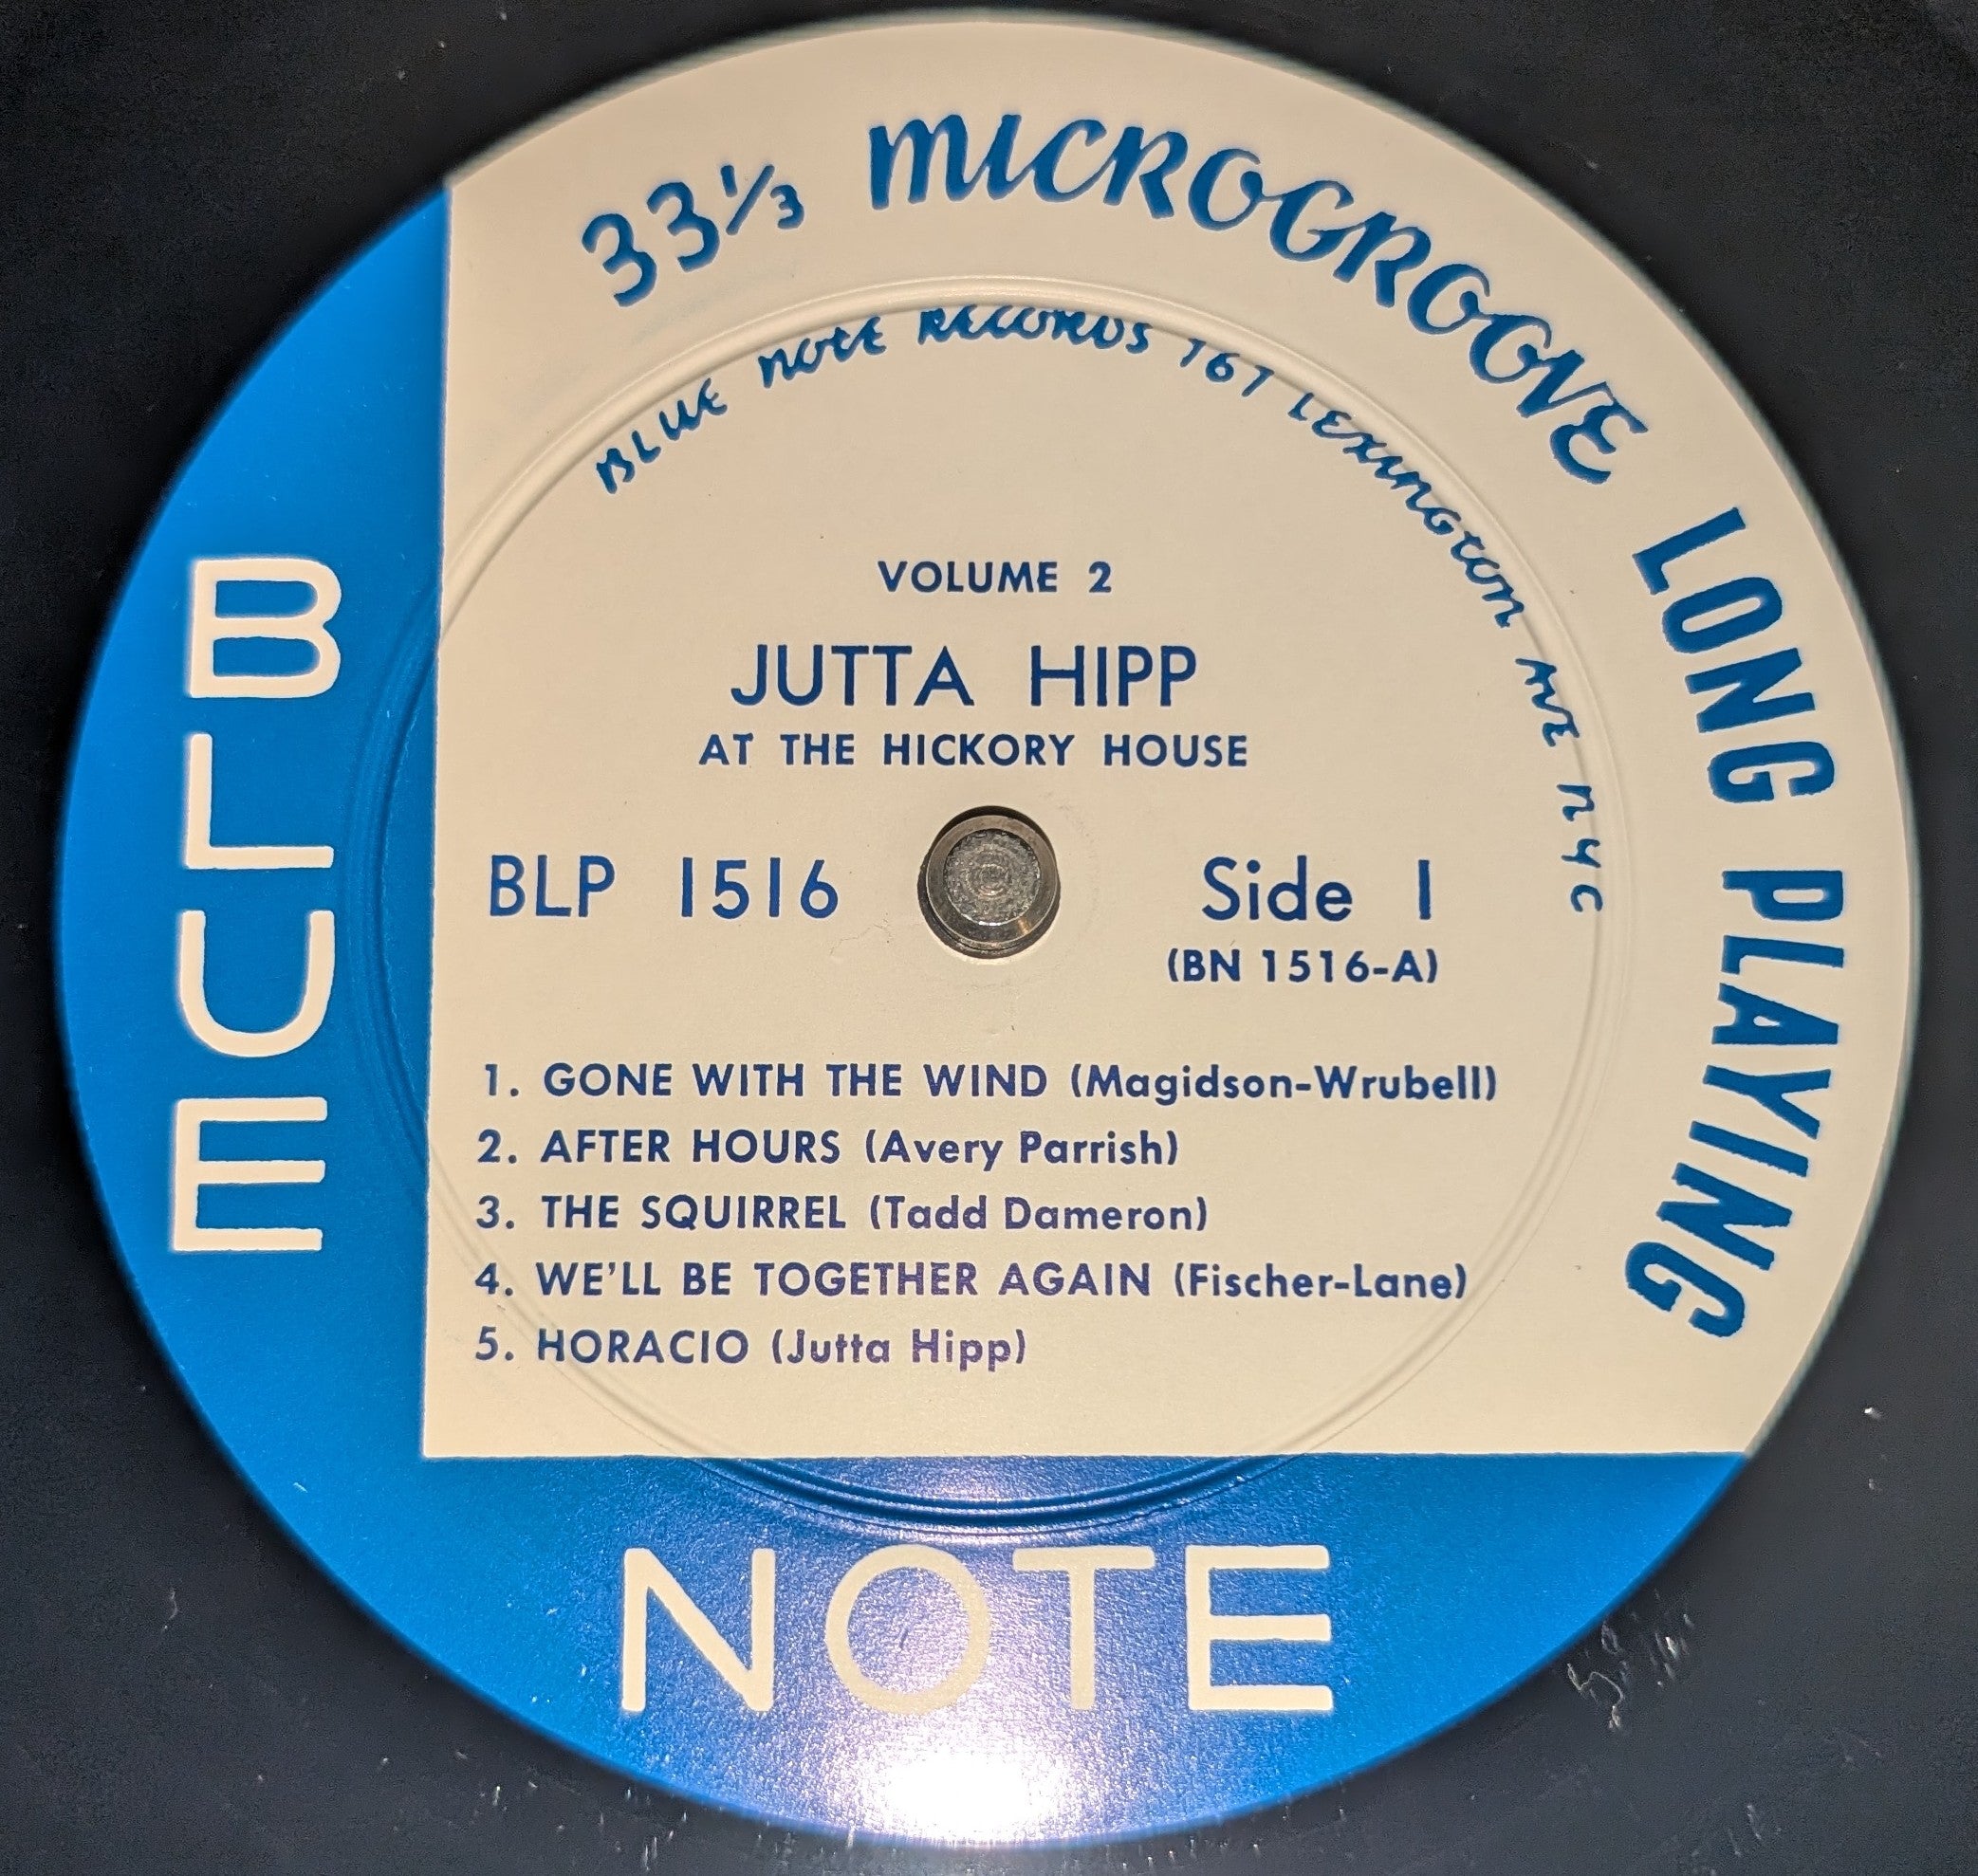 33⅓ MICROGROOVE LONG PLAYING
BLUE NOTE RECORDS 767 LEXINGTON AVE NYC
VOLUME 2
JUTTA HIPP
AT THE HICKORY HOUSE
BLP 1516
Side 1
(BN 1516-A)
1. GONE WITH THE WIND (Magidson-Wrubell)
2. AFTER HOURS (Avery Parrish)
3. THE SQUIRREL (Tadd Dameron)
4. WE'LL BE TOGETHER AGAIN (Fischer-Lane)
5. HORACIO (Jutta Hipp)
BLUE
NOTE